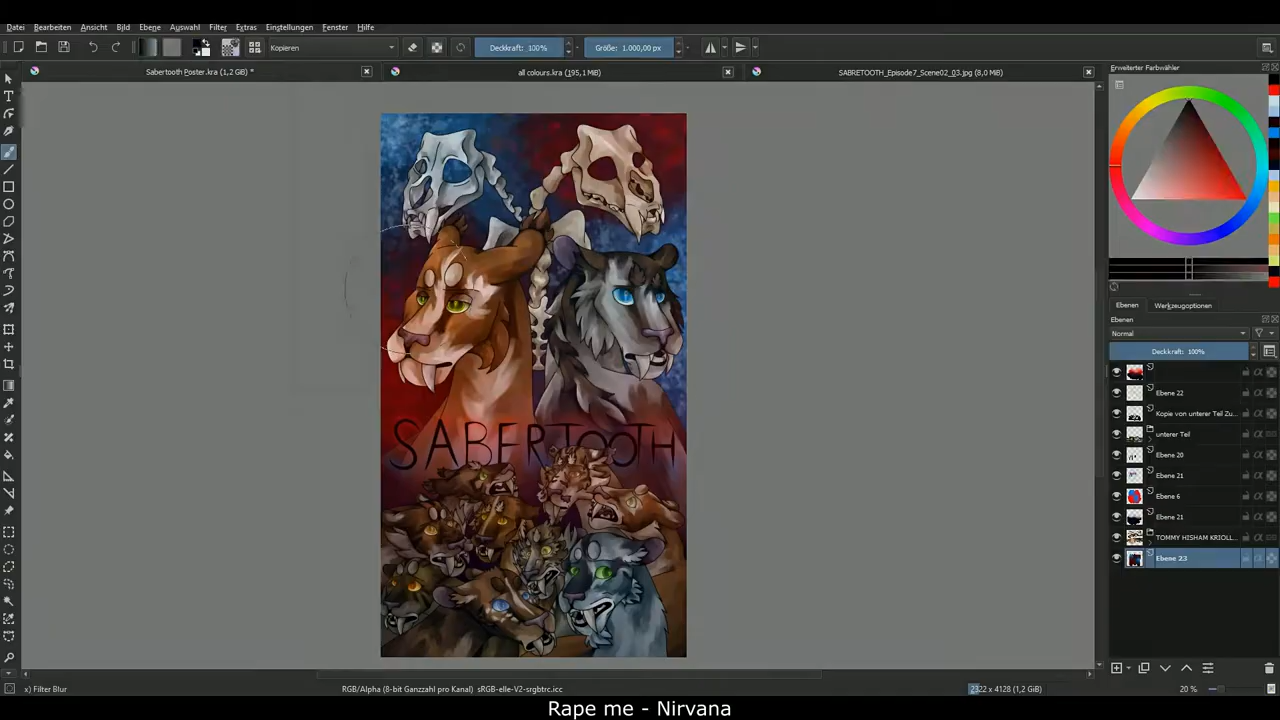 Datei Bearbeiten Ansicht Bild Ebene Auswahl Filter Extras Einstellungen Fenster Hilfe
Kopieren Deckkraft: 100% Größe: 1.000,00 px
Sabertooth Poster.kra (1,2 GiB) * all colours.kra (195,1 MiB) SABRETOOTH_Episode7_Scene02_03.jpg (8,0 MiB)
Erweiterter Farbwähler
SABERTOOTH
Ebenen Werkzeugoptionen
Ebenen
Normal
Deckkraft: 100%
Ebene 22
Kopie von unterer Teil Zu...
unterer Teil
Ebene 20
Ebene 21
Ebene 6
Ebene 21
TOMMY HISHAM KRIOLL...
Ebene 23
x) Filter Blur RGB/Alpha (8-bit Ganzzahl pro Kanal) sRGB-elle-V2-srgbtrc.icc 2322 x 4128 (1,2 GiB) 20 %
Rape me - Nirvana